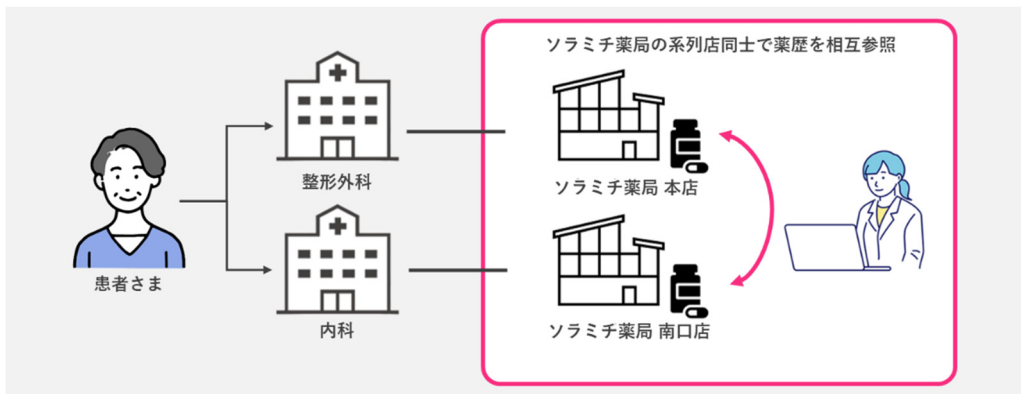 ソラミチ薬局の系列店同士で薬歴を相互参照
整形外科
ソラミチ薬局 本店
患者さま
内科
ソラミチ薬局 南口店